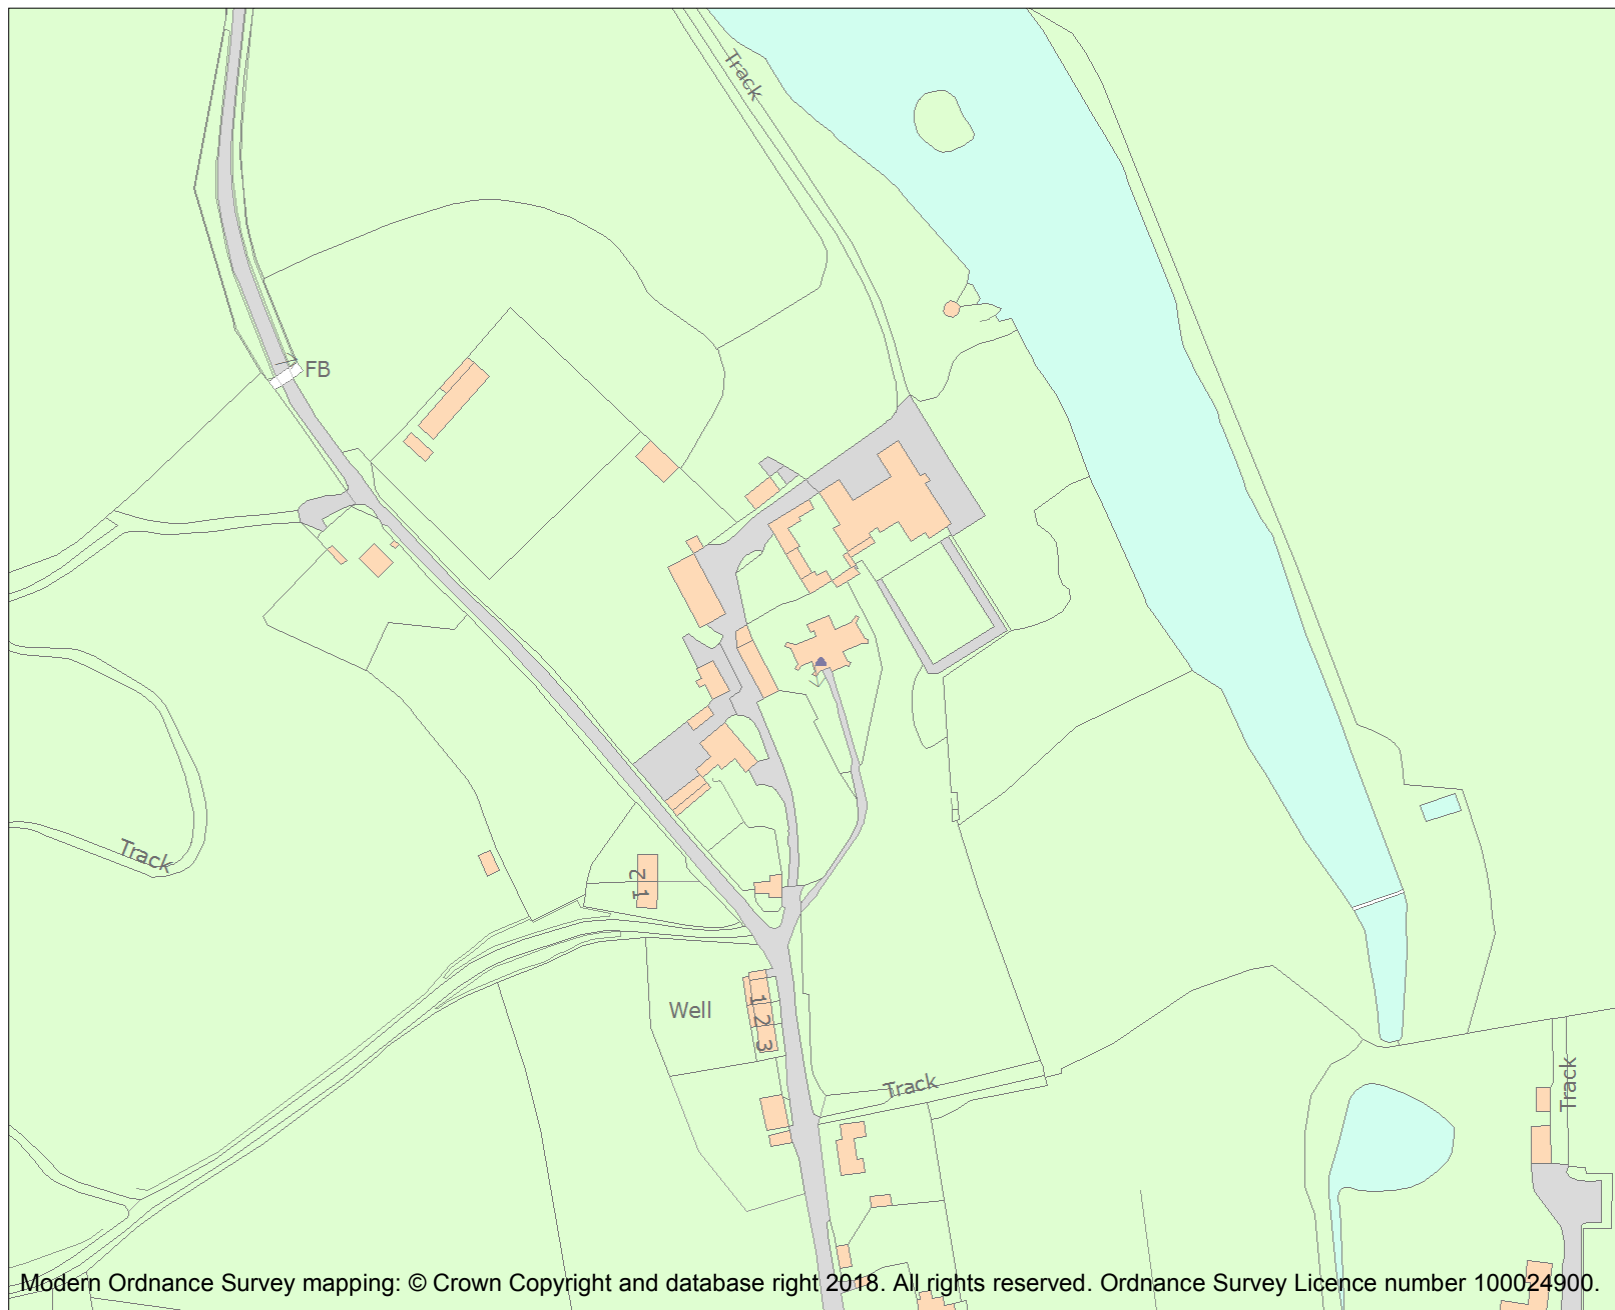 Track
FB
Track
2
1
Well
1
2
3
Track
Track
Modern Ordnance Survey mapping: © Crown Copyright and database right 2018. All rights reserved. Ordnance Survey Licence number 100024900.